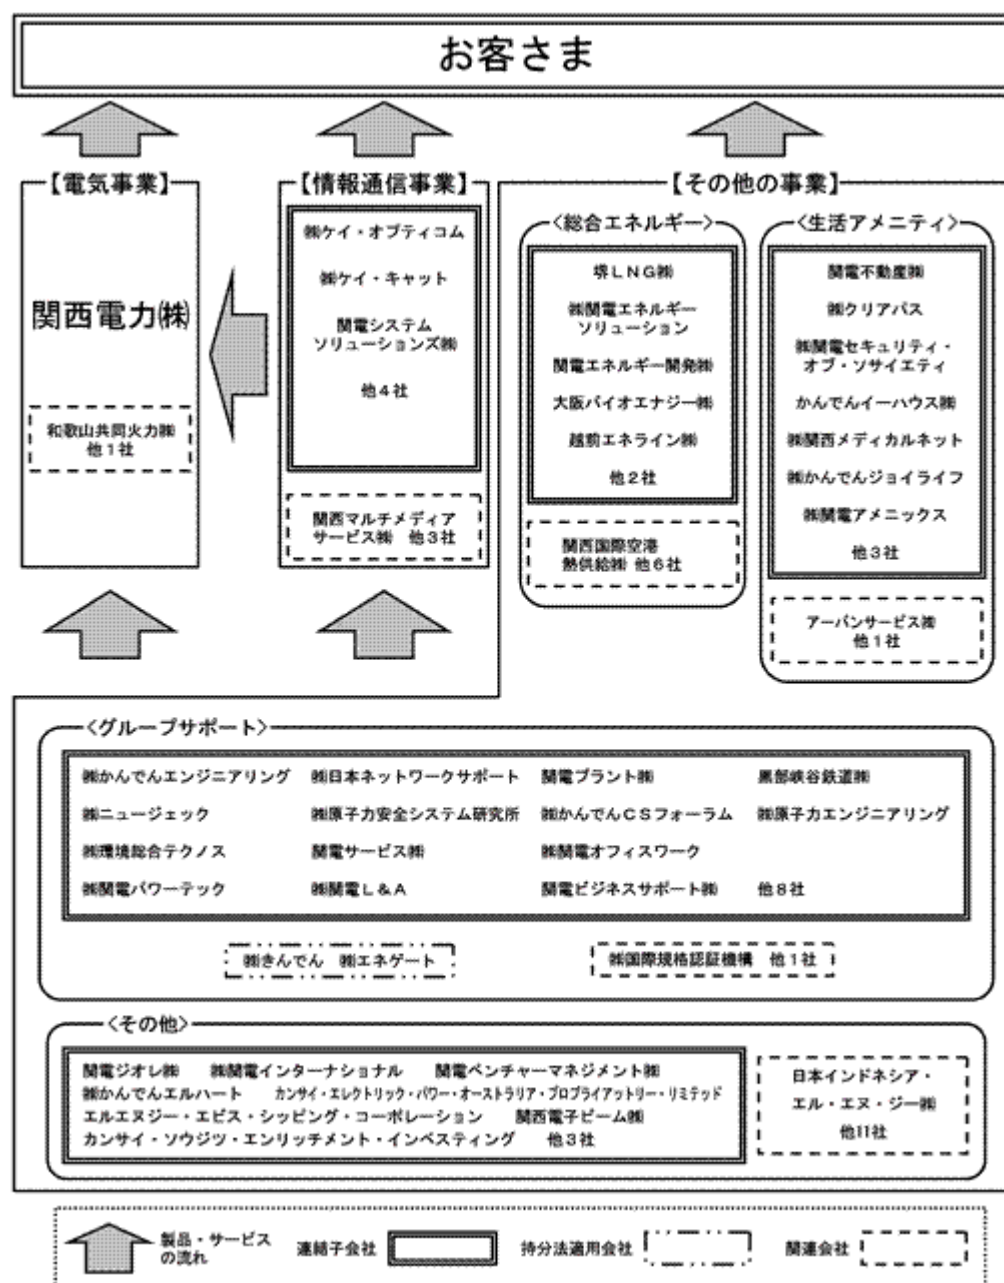 お客さま
【電気事業】
関西電力㈱
和歌山共同火力㈱
他1社
【情報通信事業】
㈱ケイ・オプティコム
㈱ケイ・キャット
関電システム
ソリューションズ㈱
他4社
関西マルチメディア
サービス㈱ 他3社
【その他の事業】
〈総合エネルギー〉
堺LNG㈱
㈱関電エネルギー
ソリューション
関電エネルギー開発㈱
大阪バイオエナジー㈱
越前エネライン㈱
他2社
関西国際空港
熱供給㈱ 他6社
〈生活アメニティ〉
関電不動産㈱
㈱クリアパス
㈱関電セキュリティ・
オブ・ソサイエティ
かんでんイーハウス㈱
㈱関西メディカルネット
㈱かんでんジョイライフ
㈱関電アメニックス
他3社
アーバンサービス㈱
他1社
〈グループサポート〉
㈱かんでんエンジニアリング ㈱日本ネットワークサポート 関電プラント㈱ 黒部峡谷鉄道㈱
㈱ニュージェック ㈱原子力安全システム研究所 ㈱かんでんCSフォーラム ㈱原子力エンジニアリング
㈱環境総合テクノス 関電サービス㈱ ㈱関電オフィスワーク
㈱関電パワーテック ㈱関電L&A 関電ビジネスサポート㈱ 他8社
㈱きんでん ㈱エネゲート
㈱国際規格認証機構 他1社
〈その他〉
関電ジオレ㈱ ㈱関電インターナショナル 関電ベンチャーマネジメント㈱
㈱かんでんエルハート カンサイ・エレクトリック・パワー・オーストラリア・プロプライアットリー・リミテッド
エルエヌジー・エビス・シッピング・コーポレーション 関西電子ビーム㈱
カンサイ・ソウジツ・エンリッチメント・インベスティング 他3社
日本インドネシア・
エル・エヌ・ジー㈱
他11社
製品・サービス
の流れ
連結子会社
持分法適用会社
関連会社